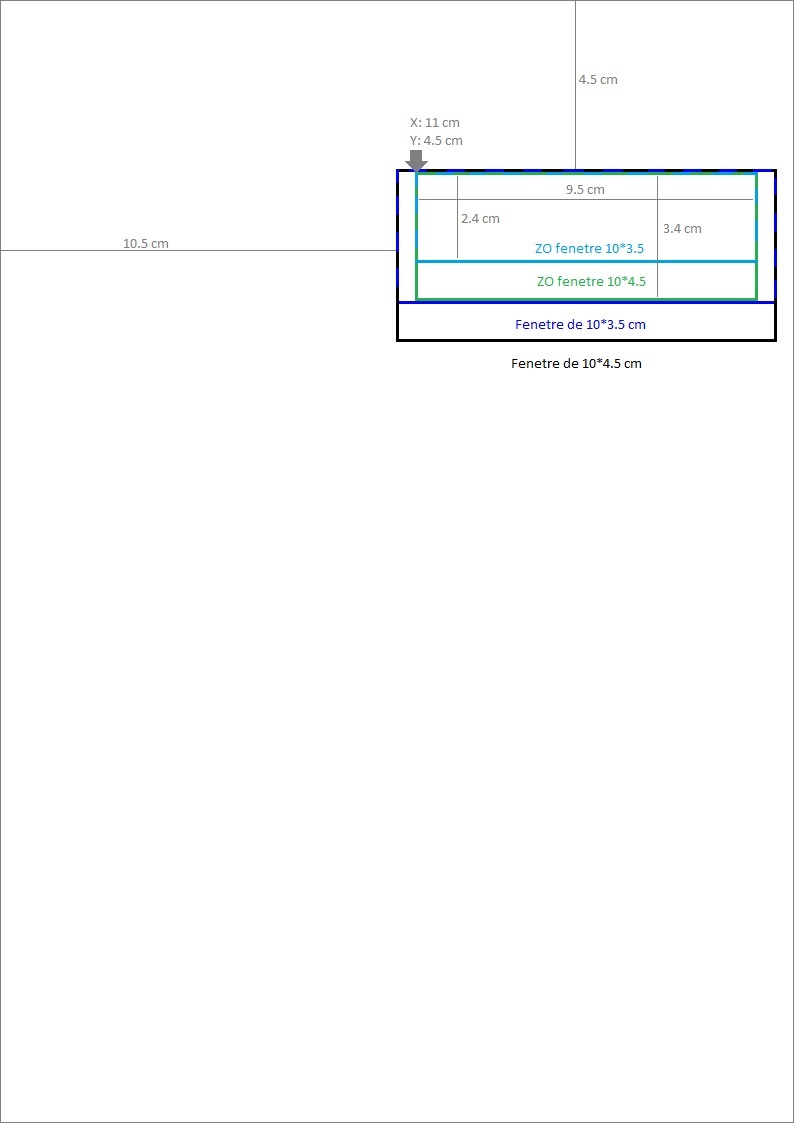 4.5 cm
X: 11 cm
Y: 4.5 cm
9.5 cm
2.4 cm
3.4 cm
10.5 cm
ZO fenetre 10*3.5
ZO fenetre 10*4.5
Fenetre de 10*3.5 cm
Fenetre de 10*4.5 cm